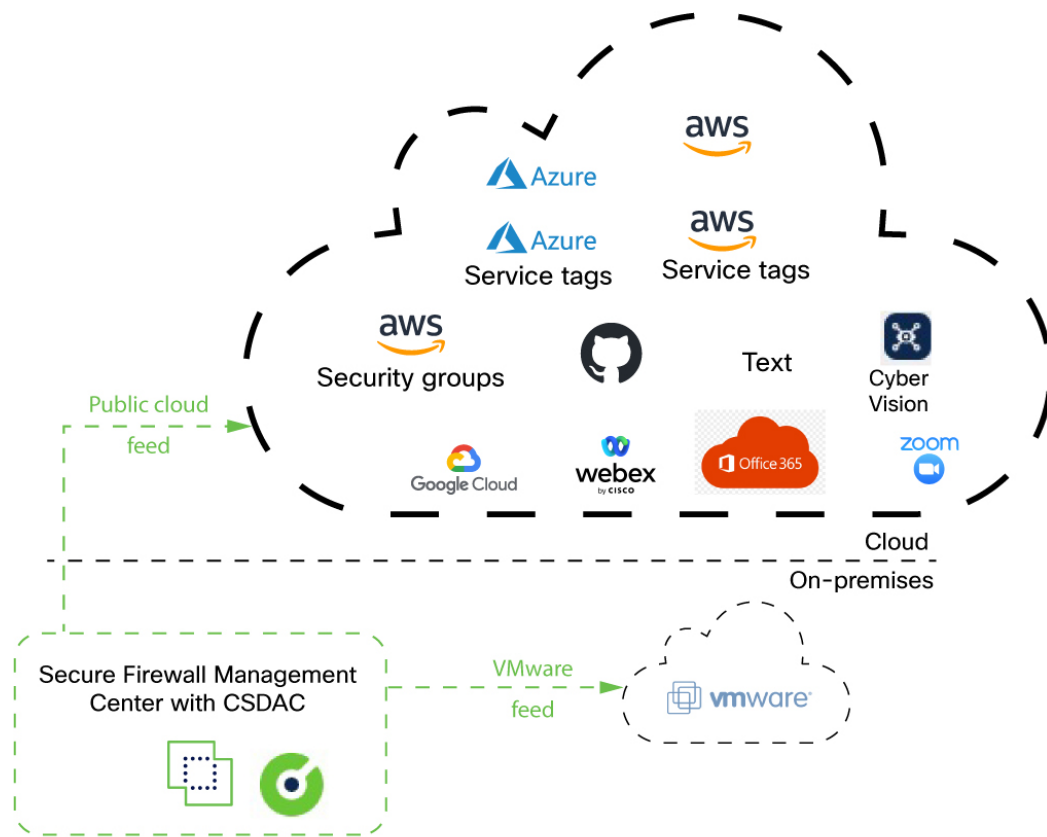 aws
Azure
Azure
Service tags
aws
Service tags
aws
Security groups
Text
Cyber
Vision
Public cloud
feed
Google Cloud
webex
by CISCO
Office 365
zoom
Cloud
On-premises
Secure Firewall Management
Center with CSDAC
VMware
feed
vmware®